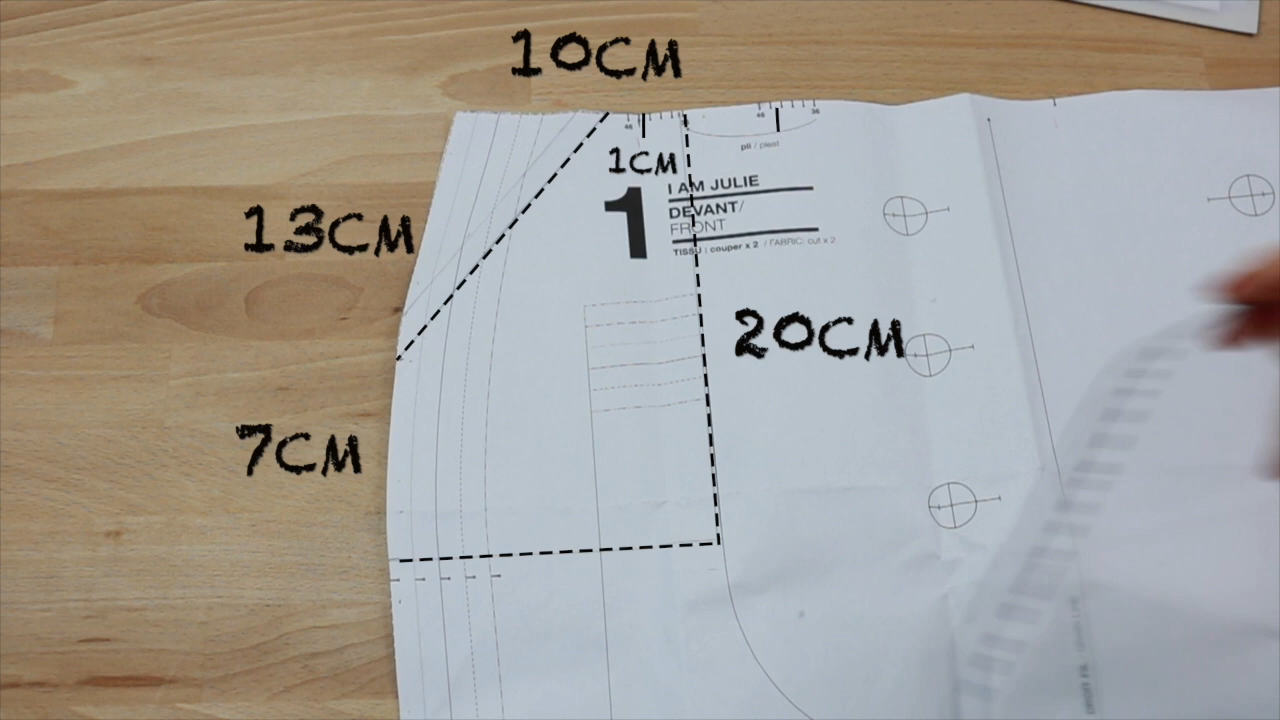 10CM
46
46
36
pli / pleat
1CM
1
I AM JULIE
DEVANT/
FRONT
TISSU : couper x 2 / FABRIC: cut x 2
13CM
20CM
7CM